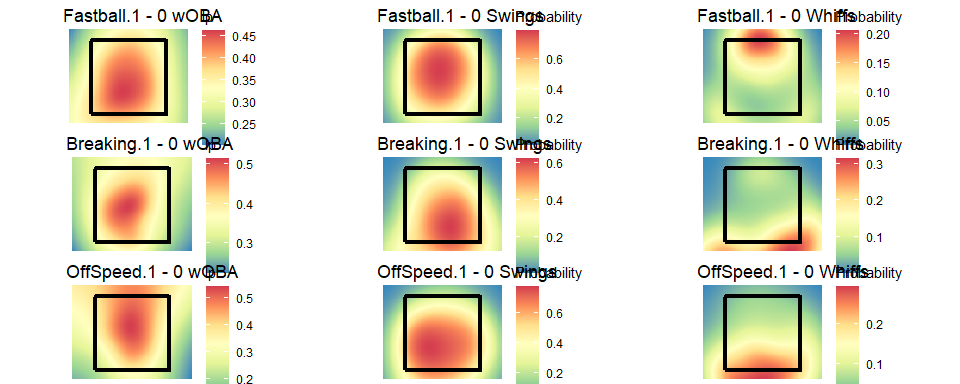 Fastball.1 - 0 wOBA
0.45
0.40
0.35
0.30
0.25
Fastball.1 - 0 Swings
Probability
0.6
0.4
0.2
Fastball.1 - 0 Whiffs
Probability
0.20
0.15
0.10
0.05
Breaking.1 - 0 wOBA
0.5
0.4
0.3
Breaking.1 - 0 Swings
Probability
0.6
0.4
0.2
Breaking.1 - 0 Whiffs
Probability
0.3
0.2
0.1
OffSpeed.1 - 0 wOBA
0.5
0.4
0.3
0.2
OffSpeed.1 - 0 Swings
Probability
0.6
0.4
0.2
OffSpeed.1 - 0 Whiffs
Probability
0.2
0.1